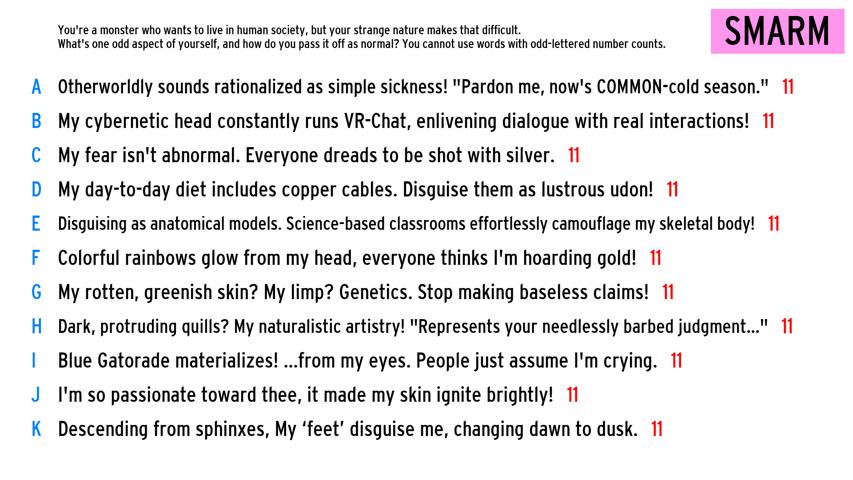 You're a monster who wants to live in human society, but your strange nature makes that difficult.
What's one odd aspect of yourself, and how do you pass it off as normal? You cannot use words with odd-lettered number counts.
SMARM
A Otherworldly sounds rationalized as simple sickness! "Pardon me, now's COMMON-cold season." 11
B My cybernetic head constantly runs VR-Chat, enlivening dialogue with real interactions! 11
C My fear isn't abnormal. Everyone dreads to be shot with silver. 11
D My day-to-day diet includes copper cables. Disguise them as lustrous udon! 11
E Disguising as anatomical models. Science-based classrooms effortlessly camouflage my skeletal body! 11
F Colorful rainbows glow from my head, everyone thinks I'm hoarding gold! 11
G My rotten, greenish skin? My limp? Genetics. Stop making baseless claims! 11
H Dark, protruding quills? My naturalistic artistry! "Represents your needlessly barbed judgment..." 11
I Blue Gatorade materializes! ...from my eyes. People just assume I'm crying. 11
J I'm so passionate toward thee, it made my skin ignite brightly! 11
K Descending from sphinxes, My ‘feet’ disguise me, changing dawn to dusk. 11